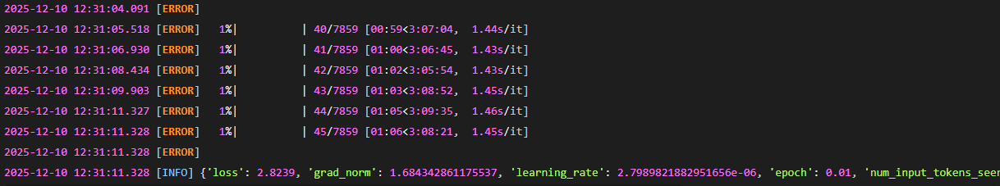 2025-12-10 12:31:04.091 [ERROR]
2025-12-10 12:31:05.518 [ERROR]   1%|          | 40/7859 [00:59<3:07:04,  1.44s/it]
2025-12-10 12:31:06.930 [ERROR]   1%|          | 41/7859 [01:00<3:06:45,  1.43s/it]
2025-12-10 12:31:08.434 [ERROR]   1%|          | 42/7859 [01:02<3:05:54,  1.43s/it]
2025-12-10 12:31:09.903 [ERROR]   1%|          | 43/7859 [01:03<3:08:52,  1.45s/it]
2025-12-10 12:31:11.327 [ERROR]   1%|          | 44/7859 [01:05<3:09:35,  1.46s/it]
2025-12-10 12:31:11.328 [ERROR]   1%|          | 45/7859 [01:06<3:08:21,  1.45s/it]
2025-12-10 12:31:11.328 [ERROR]
2025-12-10 12:31:11.328 [INFO] {'loss': 2.8239, 'grad_norm': 1.684342861175537, 'learning_rate': 2.7989821882951656e-06, 'epoch': 0.01, 'num_input_tokens_seen